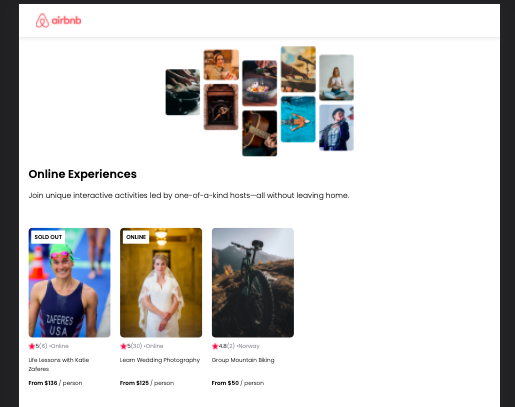 airbnb
Online Experiences
Join unique interactive activities led by one-of-a-kind hosts—all without leaving home.
SOLD OUT
ZAFERES
USA
5(6) •Online
Life Lessons with Katie
Zaferes
From $136 / person
ONLINE
5(30) •Online
Learn Wedding Photography
From $125 / person
4.8(2) •Norway
Group Mountain Biking
From $50 / person